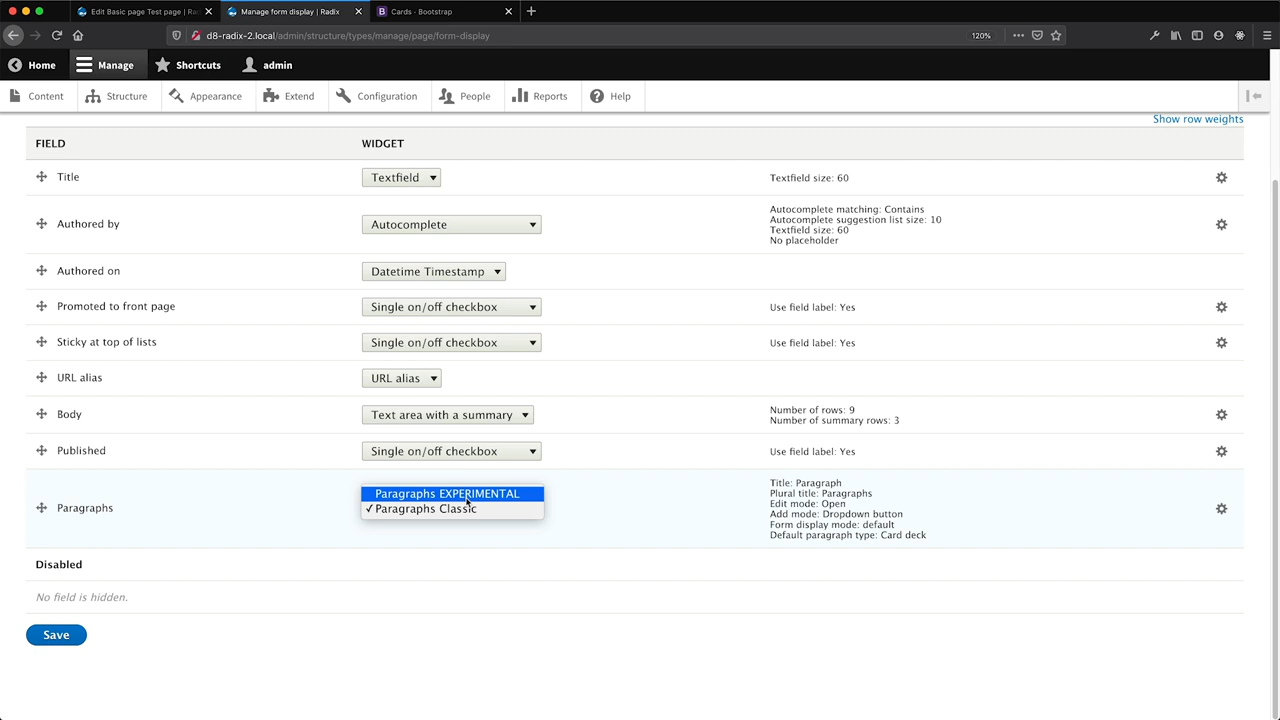 Edit Basic page Test page | Rad
Manage form display | Radix
Cards - Bootstrap
d8-radix-2.local/admin/structure/types/manage/page/form-display
120%
Home
Manage
Shortcuts
admin
Content
Structure
Appearance
Extend
Configuration
People
Reports
Help
Show row weights
FIELD
WIDGET
Title
Textfield
Textfield size: 60
Authored by
Autocomplete
Autocomplete matching: Contains
Autocomplete suggestion list size: 10
Textfield size: 60
No placeholder
Authored on
Datetime Timestamp
Promoted to front page
Single on/off checkbox
Use field label: Yes
Sticky at top of lists
Single on/off checkbox
Use field label: Yes
URL alias
URL alias
Body
Text area with a summary
Number of rows: 9
Number of summary rows: 3
Published
Single on/off checkbox
Use field label: Yes
Paragraphs
Paragraphs EXPERIMENTAL
✓Paragraphs Classic
Title: Paragraph
Plural title: Paragraphs
Edit mode: Open
Add mode: Dropdown button
Form display mode: default
Default paragraph type: Card deck
Disabled
No field is hidden.
Save